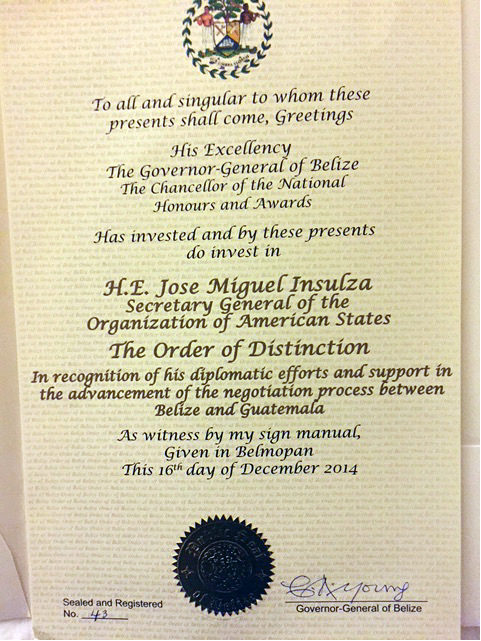 To all and singular to whom these
presents shall come, Greetings
His Excellency
The Governor-General of Belize
The Chancellor of the National
Honours and Awards
Has invested and by these presents
do invest in
H.E. Jose Miguel Insulza
Secretary General of the
Organization of American States
The Order of Distinction
In recognition of his diplomatic efforts and support in
the advancement of the negotiation process between
Belize and Guatemala
As witness by my sign manual,
Given in Belmopan
This 16th day of December 2014
Sealed and Registered
No. 43
Governor-General of Belize